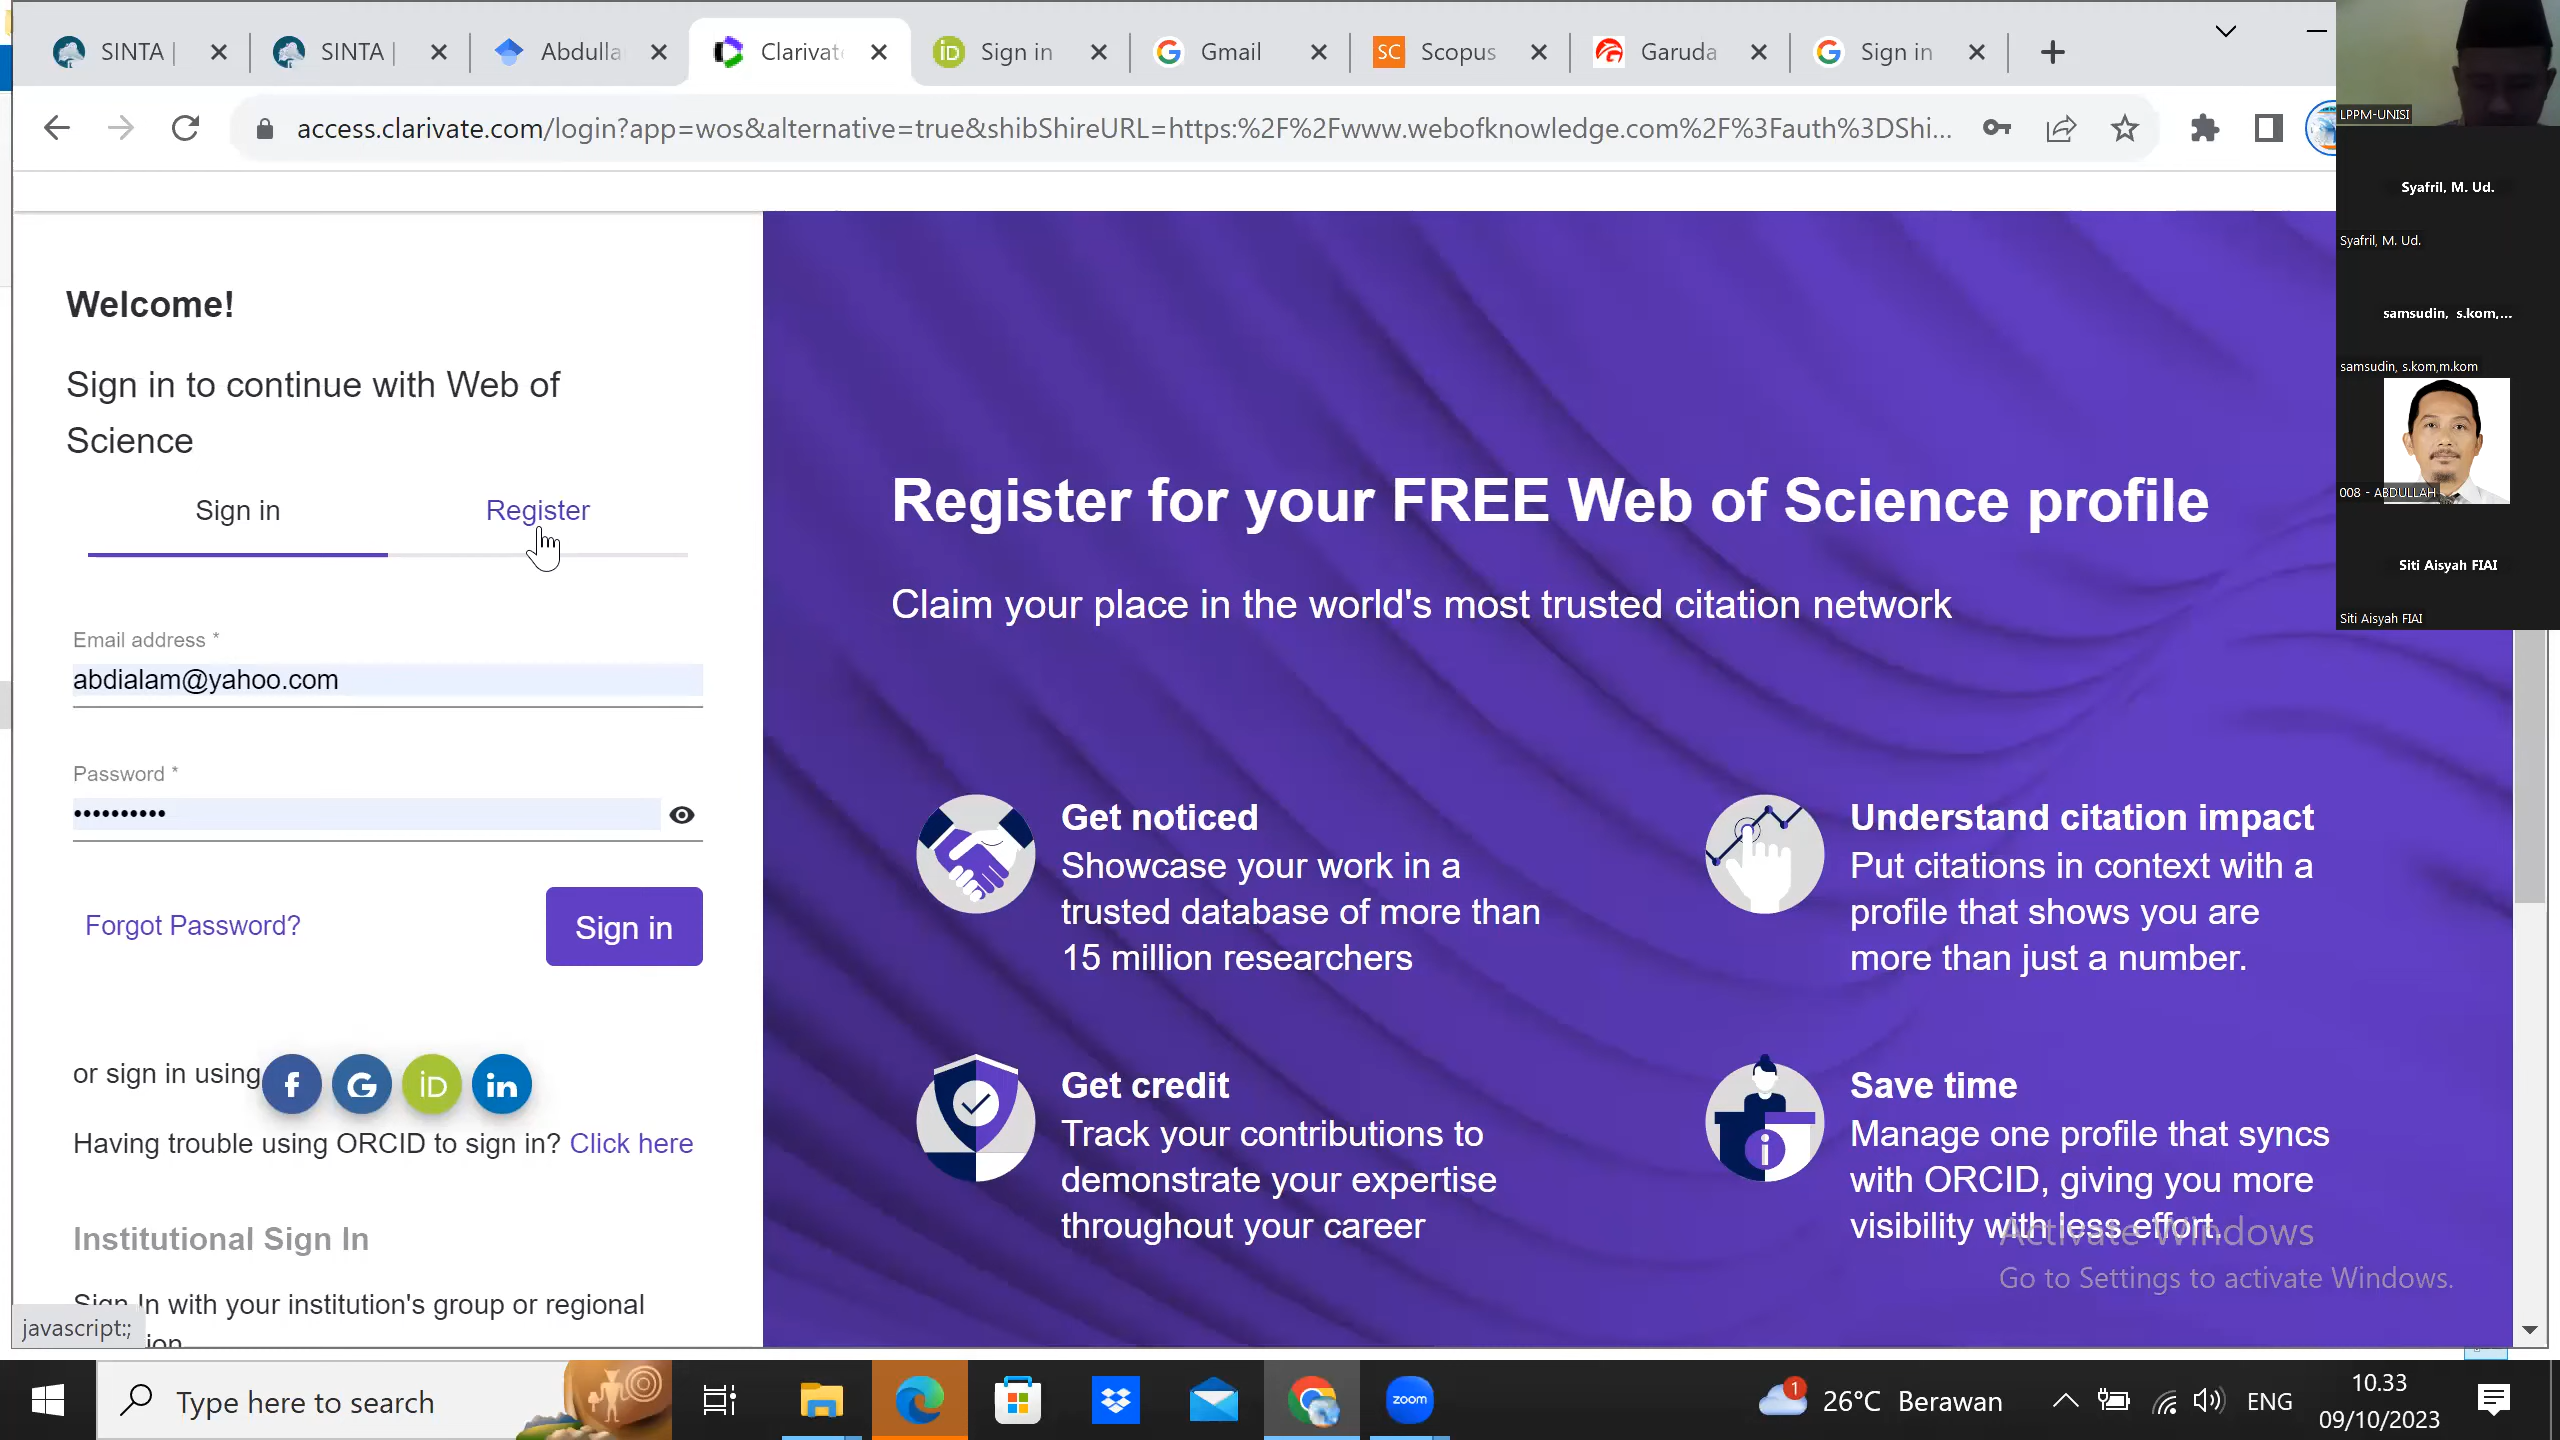 SINTA |
SINTA |
Abdulla
Clarivate
Sign in
Gmail
Scopus
Garuda
Sign in
access.clarivate.com/login?app=wos&alternative=true&shibShireURL=https:%2F%2Fwww.webofknowledge.com%2F%3Fauth%3DShi...
LPPM-UNISI
Syafril, M. Ud.
Syafril, M. Ud.
samsudin, s.kom,...
samsudin, s.kom,m.kom
008 - ABDULLAH
Siti Aisyah FIAI
Siti Aisyah FIAI
Welcome!
Sign in to continue with Web of
Science
Sign in
Register
Email address *
abdialam@yahoo.com
Password *
••••••••••
Forgot Password?
Sign in
or sign in using
f
G
iD
in
Having trouble using ORCID to sign in? Click here
Institutional Sign In
Sign In with your institution's group or regional
ion
javascript:;
Register for your FREE Web of Science profile
Claim your place in the world's most trusted citation network
Get noticed
Showcase your work in a
trusted database of more than
15 million researchers
Understand citation impact
Put citations in context with a
profile that shows you are
more than just a number.
Get credit
Track your contributions to
demonstrate your expertise
throughout your career
Save time
Manage one profile that syncs
with ORCID, giving you more
visibility with less effort.
Activate Windows
Go to Settings to activate Windows.
Type here to search
zoom
1
26°C Berawan
ENG
10.33
09/10/2023